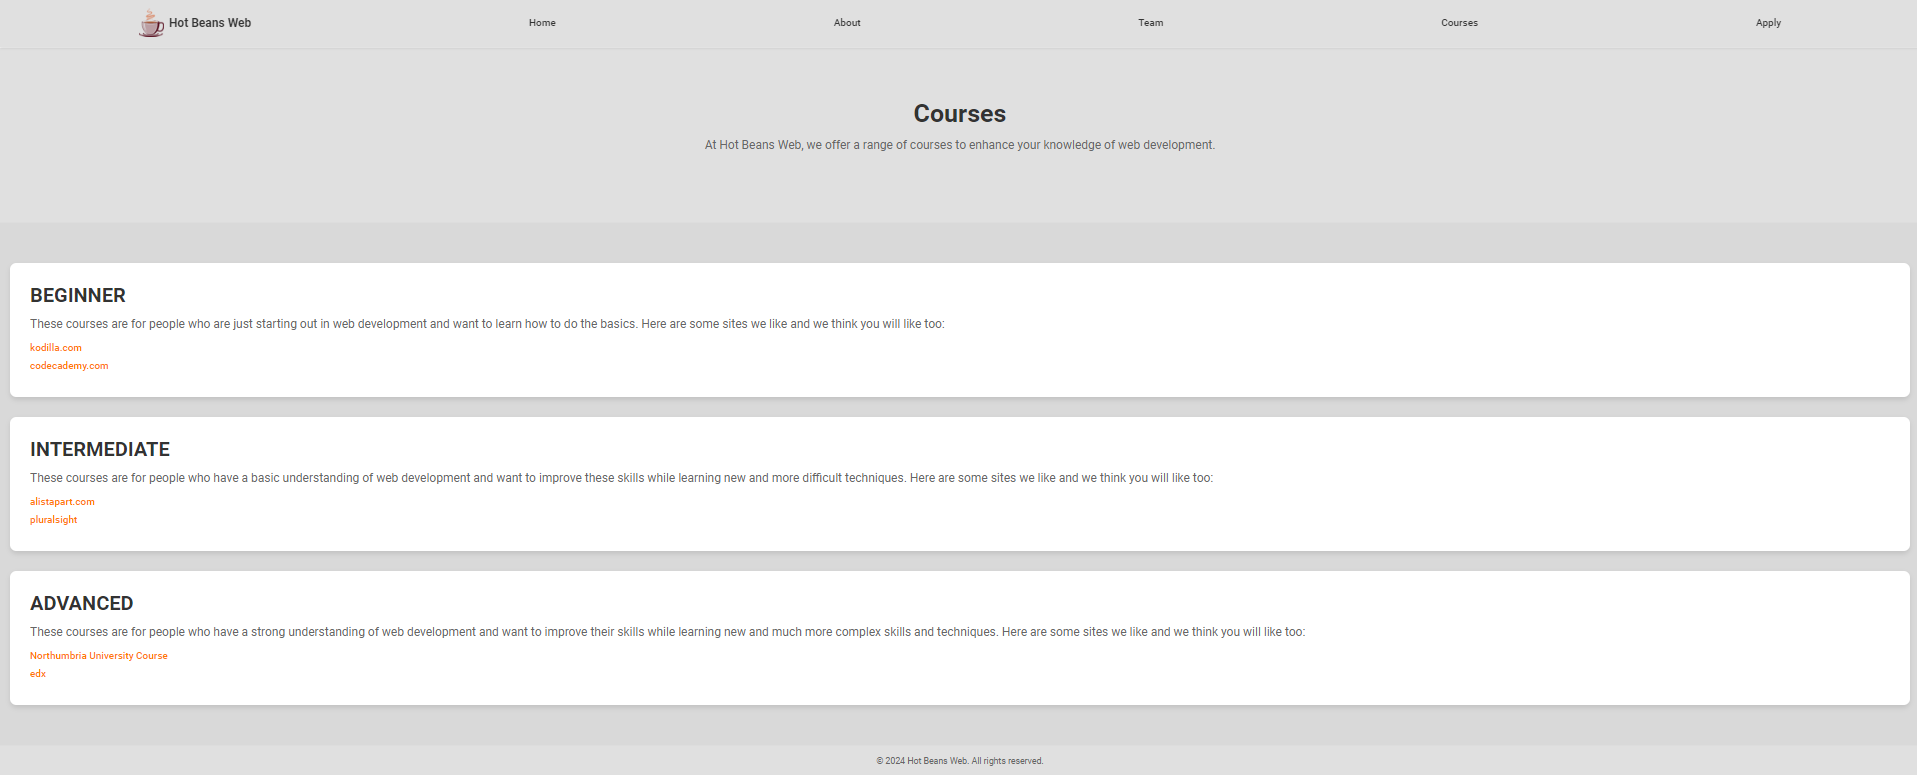 Hot Beans Web
Home
About
Team
Courses
Apply
Courses
At Hot Beans Web, we offer a range of courses to enhance your knowledge of web development.
BEGINNER
These courses are for people who are just starting out in web development and want to learn how to do the basics. Here are some sites we like and we think you will like too:
kodilla.com
codecademy.com
INTERMEDIATE
These courses are for people who have a basic understanding of web development and want to improve these skills while learning new and more difficult techniques. Here are some sites we like and we think you will like too:
alistapart.com
pluralsight
ADVANCED
These courses are for people who have a strong understanding of web development and want to improve their skills while learning new and much more complex skills and techniques. Here are some sites we like and we think you will like too:
Northumbria University Course
edx
© 2024 Hot Beans Web. All rights reserved.